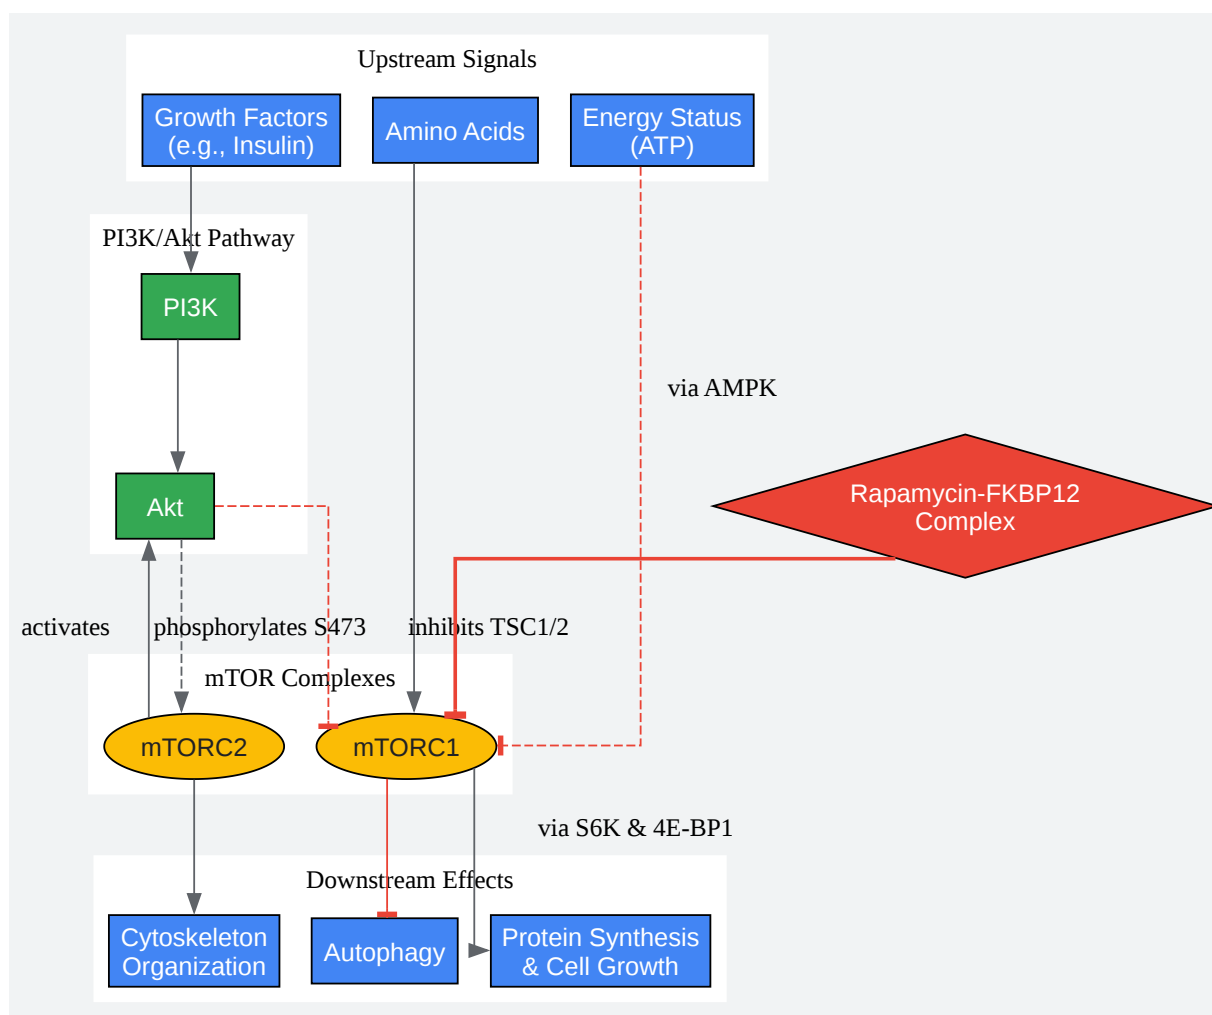 Upstream Signals
Growth Factors
(e.g., Insulin)
Amino Acids
Energy Status
(ATP)
PI3K/Akt Pathway
PI3K
via AMPK
Rapamycin-FKBP12
Complex
Akt
activates
phosphorylates S473
inhibits TSC1/2
mTOR Complexes
mTORC2
mTORC1
via S6K & 4E-BP1
Downstream Effects
Cytoskeleton
Organization
Autophagy
Protein Synthesis
& Cell Growth